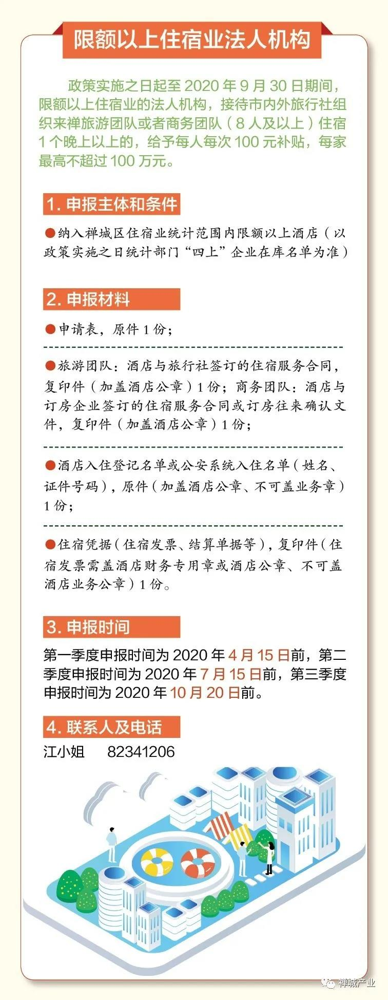 限额以上住宿业法人机构
政策实施之日起至 2020 年 9 月 30 日期间，
限额以上住宿业的法人机构，接待市内外旅行社组
织来禅旅游团队或者商务团队（8 人及以上）住宿
1 个晚上以上的，给予每人每次 100 元补贴，每家
最高不超过 100 万元。
1. 申报主体和条件
●纳入禅城区住宿业统计范围内限额以上酒店（以
政策实施之日统计部门“四上”企业在库名单为准）
2. 申报材料
●申请表，原件 1 份；
●旅游团队：酒店与旅行社签订的住宿服务合同，
复印件（加盖酒店公章）1 份；商务团队：酒店与
订房企业签订的住宿服务合同或订房往来确认文
件，复印件（加盖酒店公章）1 份；
●酒店入住登记名单或公安系统入住名单（姓名、
证件号码），原件（加盖酒店公章、不可盖业务章）
1 份；
●住宿凭据（住宿发票、结算单据等），复印件（住
宿发票需盖酒店财务专用章或酒店公章、不可盖
酒店业务公章）1 份。
3. 申报时间
第一季度申报时间为 2020 年 4 月 15 日前，第二
季度申报时间为 2020 年 7 月 15 日前，第三季度
申报时间为 2020 年 10 月 20 日前。
4. 联系人及电话
江小姐 82341206
禅城产业